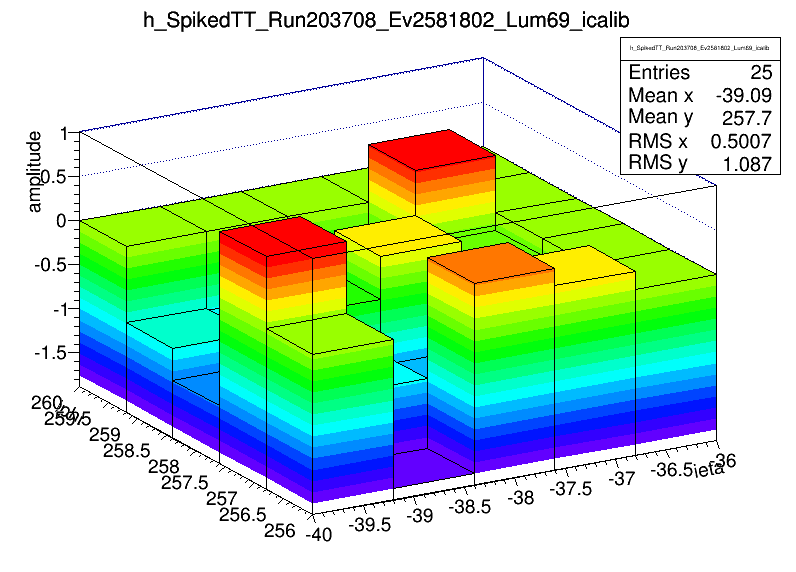 h_SpikedTT_Run203708_Ev2581802_Lum69_icalib
h_SpikedTT_Run203708_Ev2581802_Lum69_icalib
Entries 25
Mean x -39.09
Mean y 257.7
RMS x 0.5007
RMS y 1.087
amplitude
1
0.5
0
-0.5
-1
-1.5
260
259.5
259
258.5
258
257.5
257
256.5
256
-40
-39.5
-39
-38.5
-38
-37.5
-37
-36.5
-36
ieta